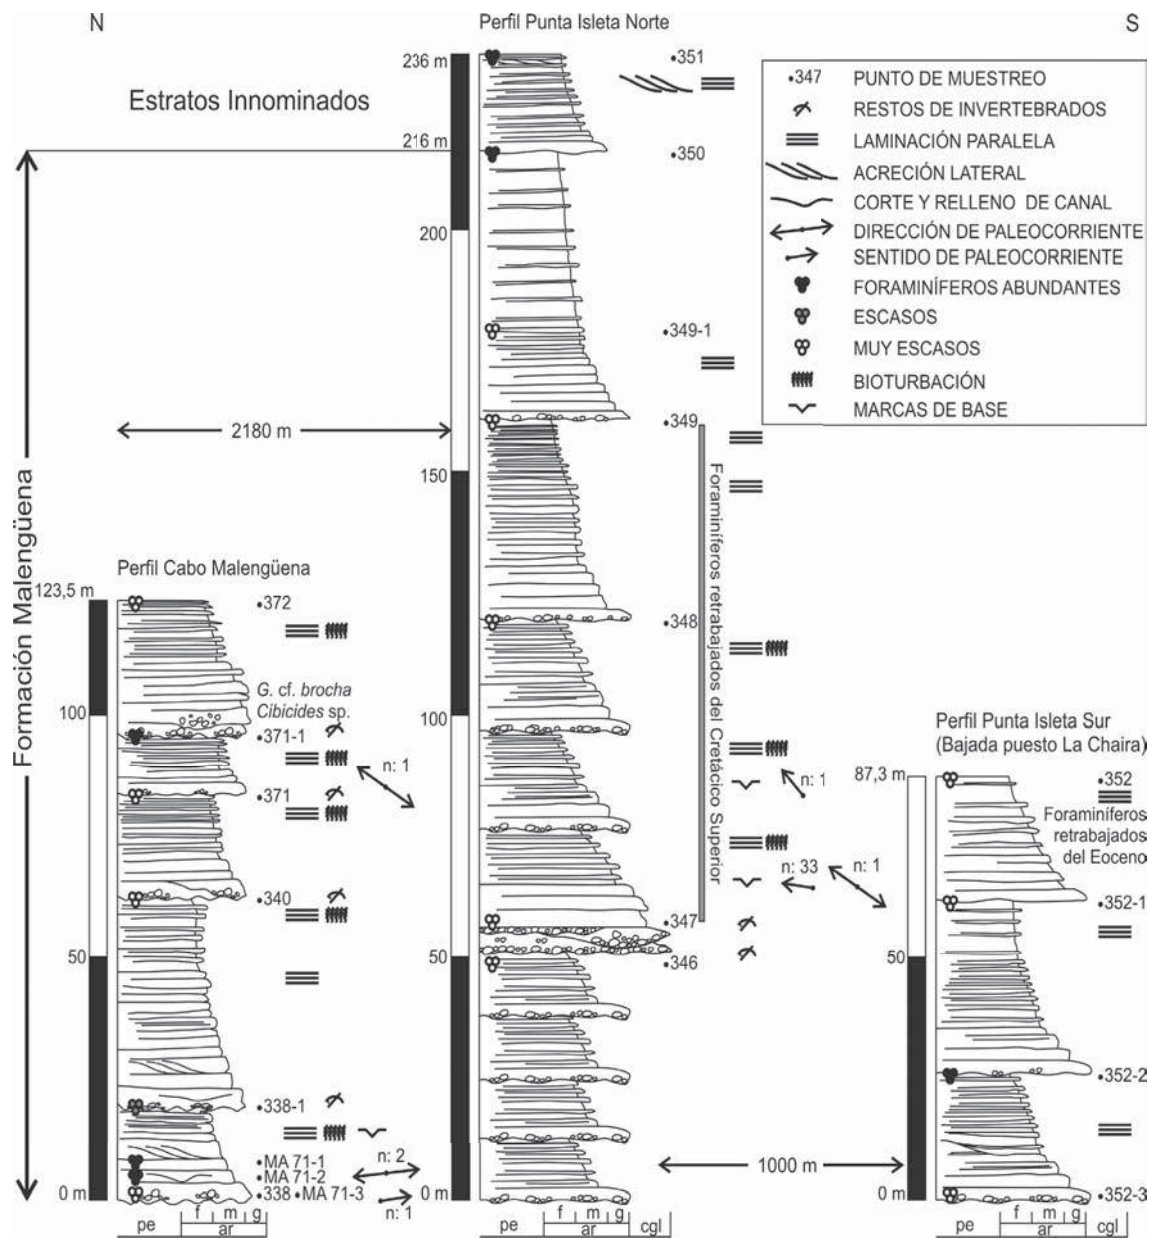 N
Perfil Punta Isleta Norte
S
236 m
Estratos Innominados
216 m
200
150
100
50
0 m
•351
•350
•349-1
•349
•348
•347
•346
Foraminíferos retrabajados del Cretácico Superior
n: 1
n: 33
n: 1
pe
f
m
g
ar
cgl
•347
PUNTO DE MUESTREO
RESTOS DE INVERTEBRADOS
LAMINACIÓN PARALELA
ACRECIÓN LATERAL
CORTE Y RELLENO DE CANAL
DIRECCIÓN DE PALEOCORRIENTE
SENTIDO DE PALEOCORRIENTE
FORAMINÍFEROS ABUNDANTES
ESCASOS
MUY ESCASOS
BIOTURBACIÓN
MARCAS DE BASE
2180 m
Formación Malengüena
Perfil Cabo Malengüena
123,5 m
100
50
0 m
•372
G. cf. brocha
Cibicides sp.
•371-1
n: 1
•371
•340
•338-1
•MA 71-1
n: 2
•MA 71-2
•338 •MA 71-3
n: 1
pe
f
m
g
ar
1000 m
Perfil Punta Isleta Sur
(Bajada puesto La Chaira)
87,3 m
50
0 m
•352
Foraminíferos
retrabajados
del Eoceno
•352-1
•352-2
•352-3
pe
f
m
g
ar
cgl